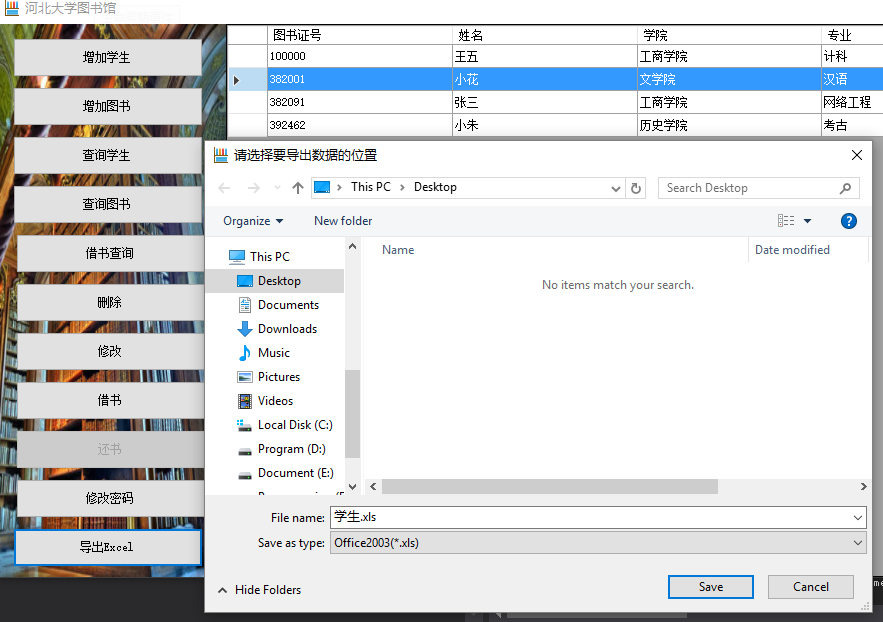 河北大学图书馆
增加学生
增加图书
查询学生
查询图书
借书查询
删除
修改
借书
还书
修改密码
导出Excel
图书证号 姓名 学院 专业
100000 王五 工商学院 计科
382001 小花 文学院 汉语
382091 张三 工商学院 网络工程
392462 小朱 历史学院 考古
请选择要导出数据的位置
This PC > Desktop
Search Desktop
Organize New folder
This PC
Desktop
Documents
Downloads
Music
Pictures
Videos
Local Disk (C:)
Program (D:)
Document (E:)
Name Date modified
No items match your search.
File name: 学生.xls
Save as type: Office2003(*.xls)
Hide Folders
Save Cancel